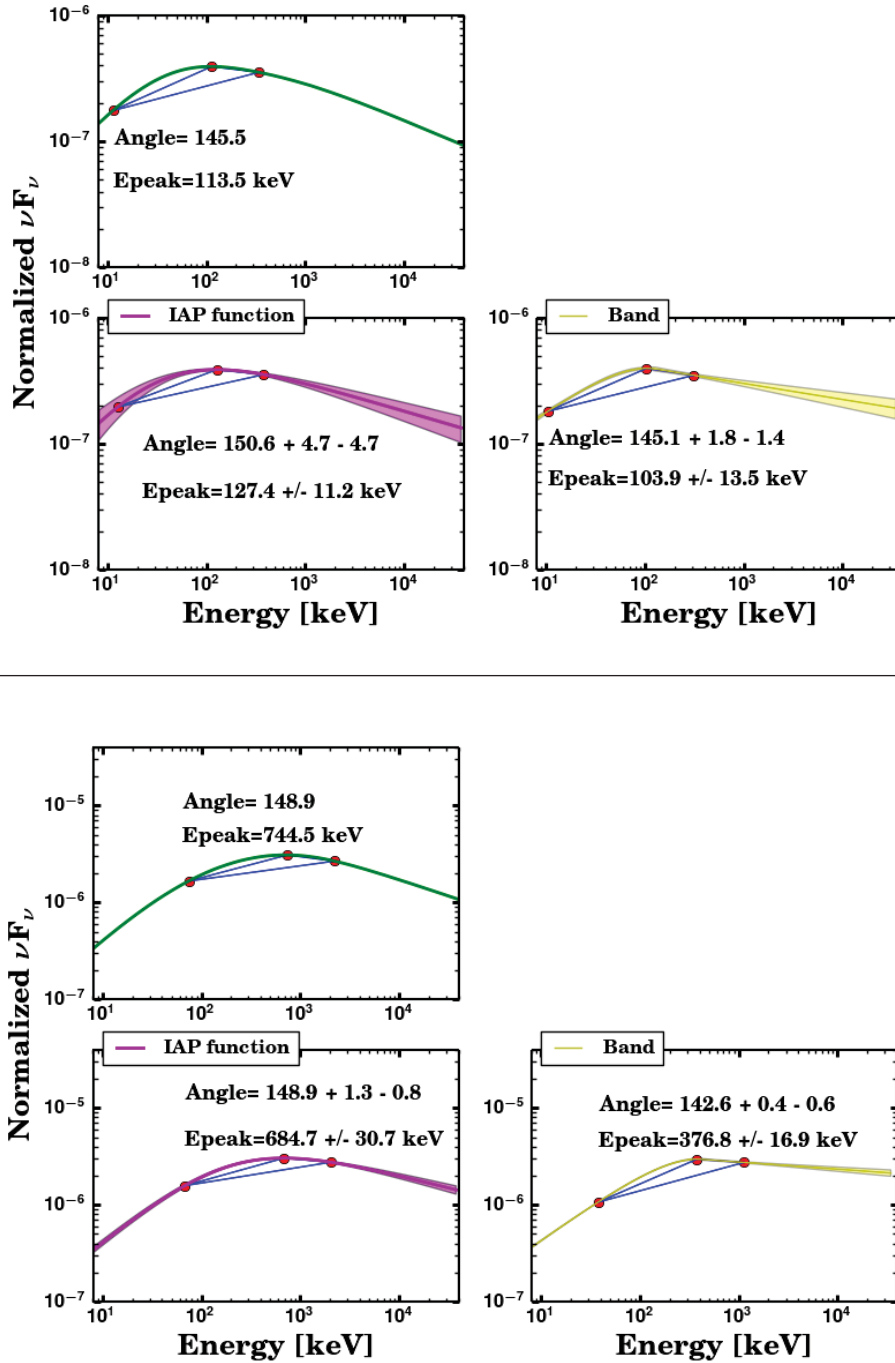 Normalized νFν
10⁻⁶
10⁻⁷
10⁻⁸
Angle= 145.5
Epeak=113.5 keV
10¹ 10² 10³ 10⁴
IAP function
10⁻⁶
10⁻⁷
10⁻⁸
Angle= 150.6 + 4.7 - 4.7
Epeak=127.4 +/- 11.2 keV
10¹ 10² 10³ 10⁴
Energy [keV]
Band
10⁻⁶
10⁻⁷
10⁻⁸
Angle= 145.1 + 1.8 - 1.4
Epeak=103.9 +/- 13.5 keV
10¹ 10² 10³ 10⁴
Energy [keV]
Normalized νFν
10⁻⁵
10⁻⁶
10⁻⁷
Angle= 148.9
Epeak=744.5 keV
10¹ 10² 10³ 10⁴
IAP function
10⁻⁵
10⁻⁶
10⁻⁷
Angle= 148.9 + 1.3 - 0.8
Epeak=684.7 +/- 30.7 keV
10¹ 10² 10³ 10⁴
Energy [keV]
Band
10⁻⁵
10⁻⁶
10⁻⁷
Angle= 142.6 + 0.4 - 0.6
Epeak=376.8 +/- 16.9 keV
10¹ 10² 10³ 10⁴
Energy [keV]